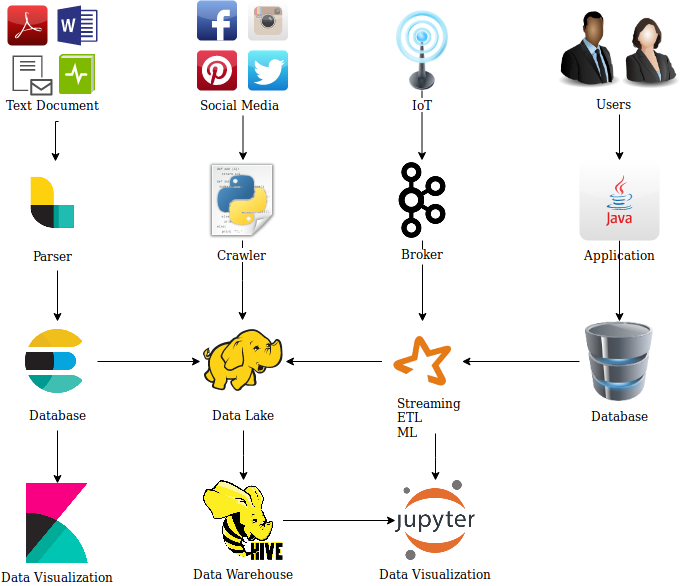 W
Text Document
Social Media
IoT
Users
Java
Parser
Crawler
Broker
Application
Database
Data Lake
Streaming
ETL
ML
Database
HIVE
jupyter
Data Visualization
Data Warehouse
Data Visualization